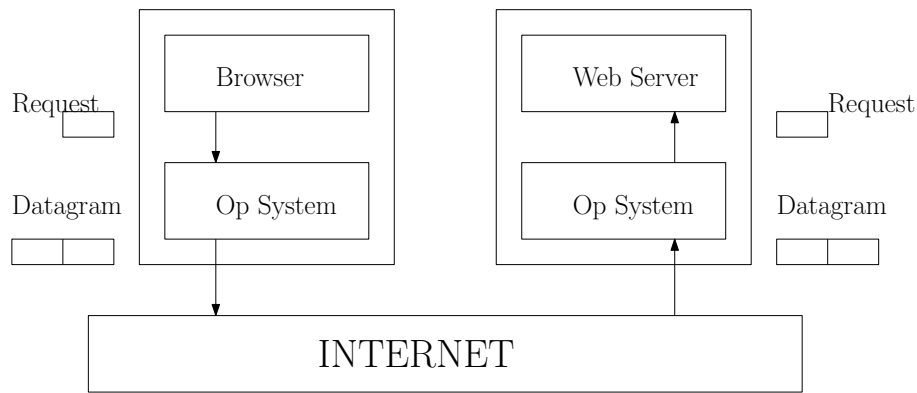 Browser
Web Server
Request
Request
Op System
Op System
Datagram
Datagram
INTERNET